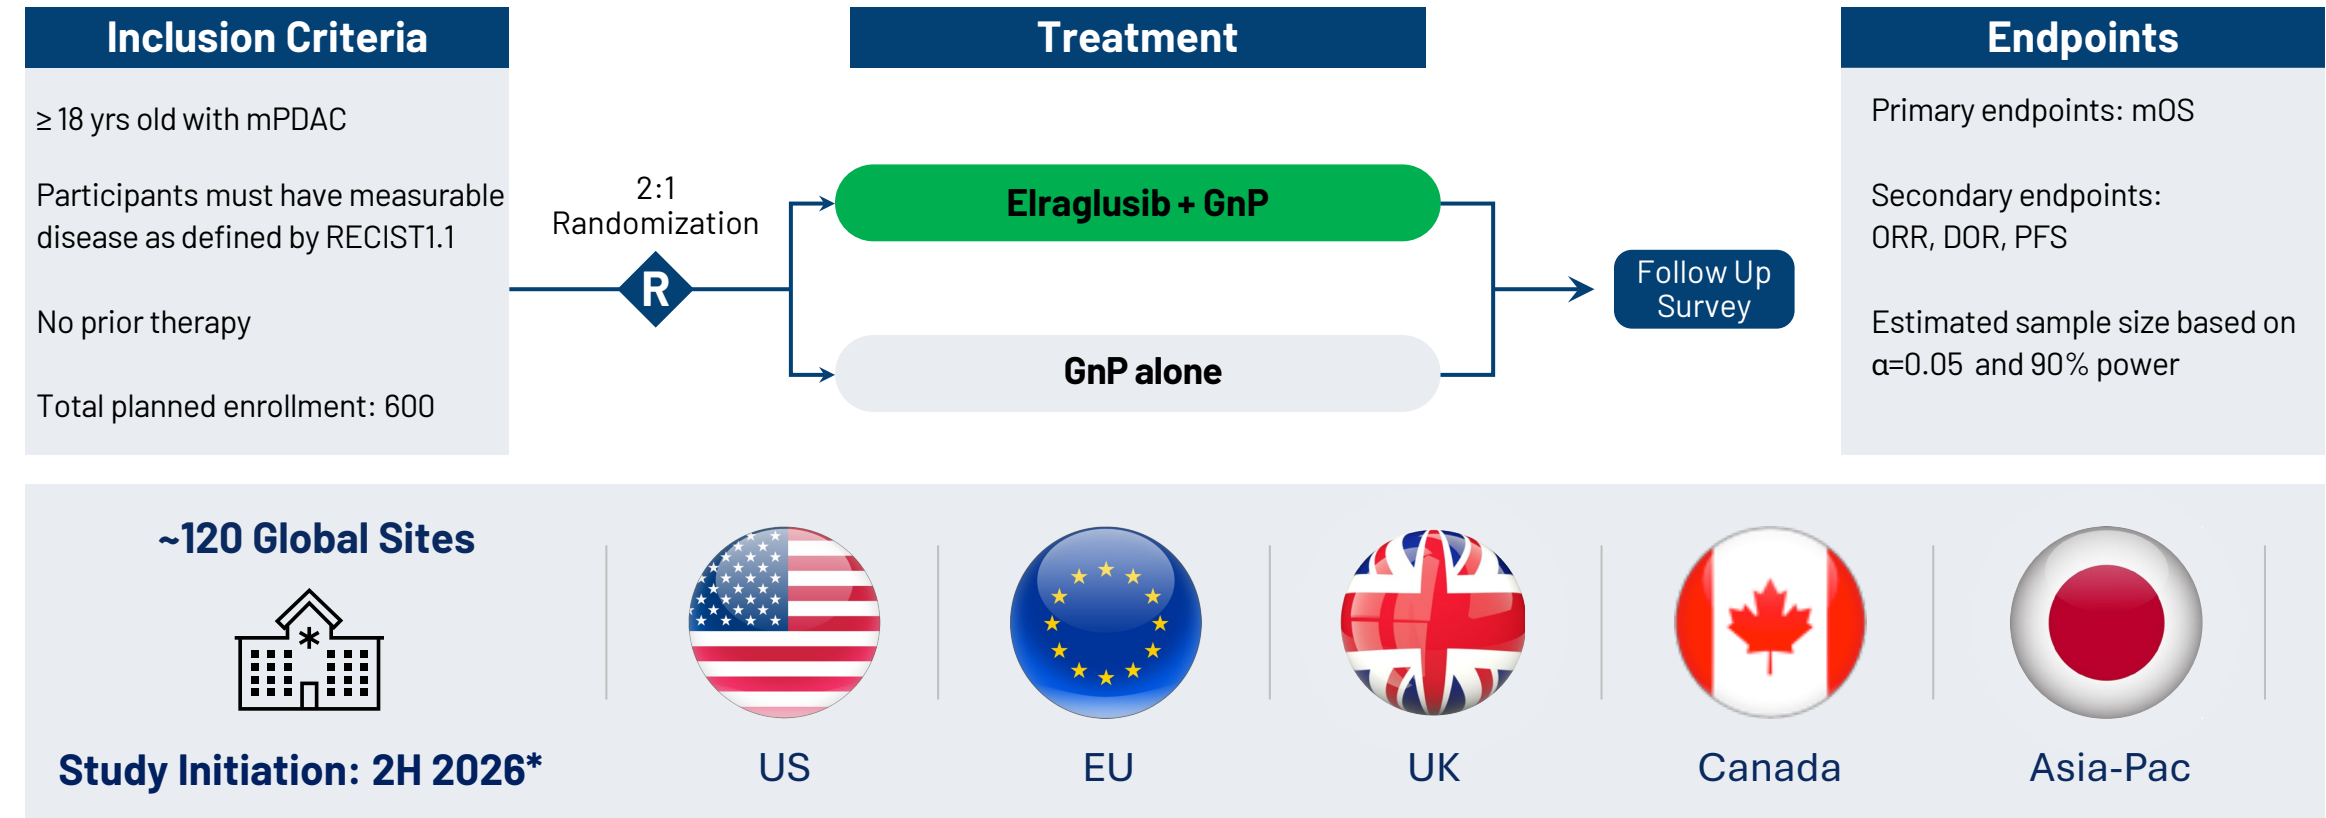 Inclusion Criteria
≥ 18 yrs old with mPDAC
Participants must have measurable
disease as defined by RECIST1.1
No prior therapy
Total planned enrollment: 600
2:1
Randomization
R
Treatment
Elraglusib + GnP
GnP alone
Follow Up
Survey
Endpoints
Primary endpoints: mOS
Secondary endpoints:
ORR, DOR, PFS
Estimated sample size based on
α=0.05 and 90% power
~120 Global Sites
*
Study Initiation: 2H 2026*
US
EU
UK
Canada
Asia-Pac